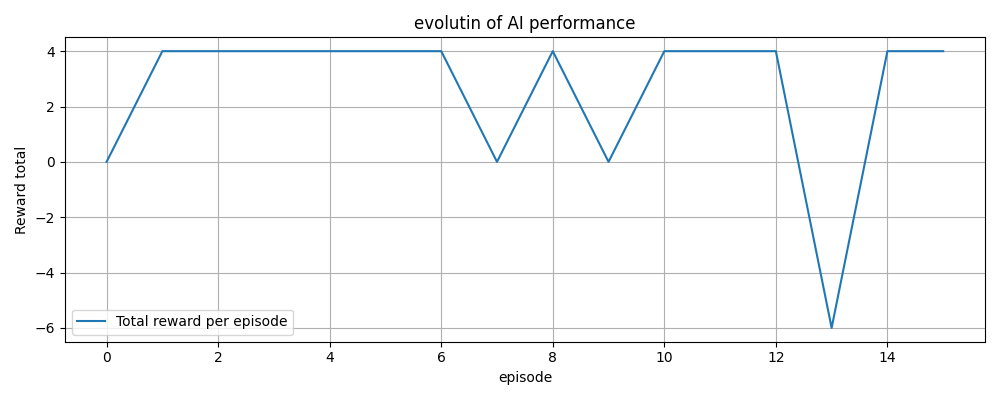 evolutin of AI performance
4
2
0
−2
−4
−6
Reward total
Total reward per episode
0 2 4 6 8 10 12 14
episode